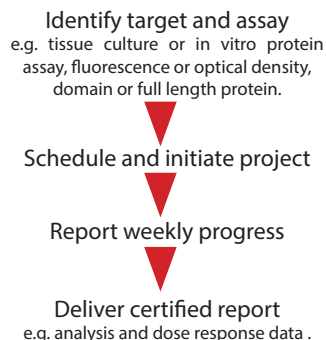 Identify target and assay
e.g. tissue culture or in vitro protein
assay, fluorescence or optical density,
domain or full length protein.
Schedule and initiate project
Report weekly progress
Deliver certified report
e.g. analysis and dose response data .